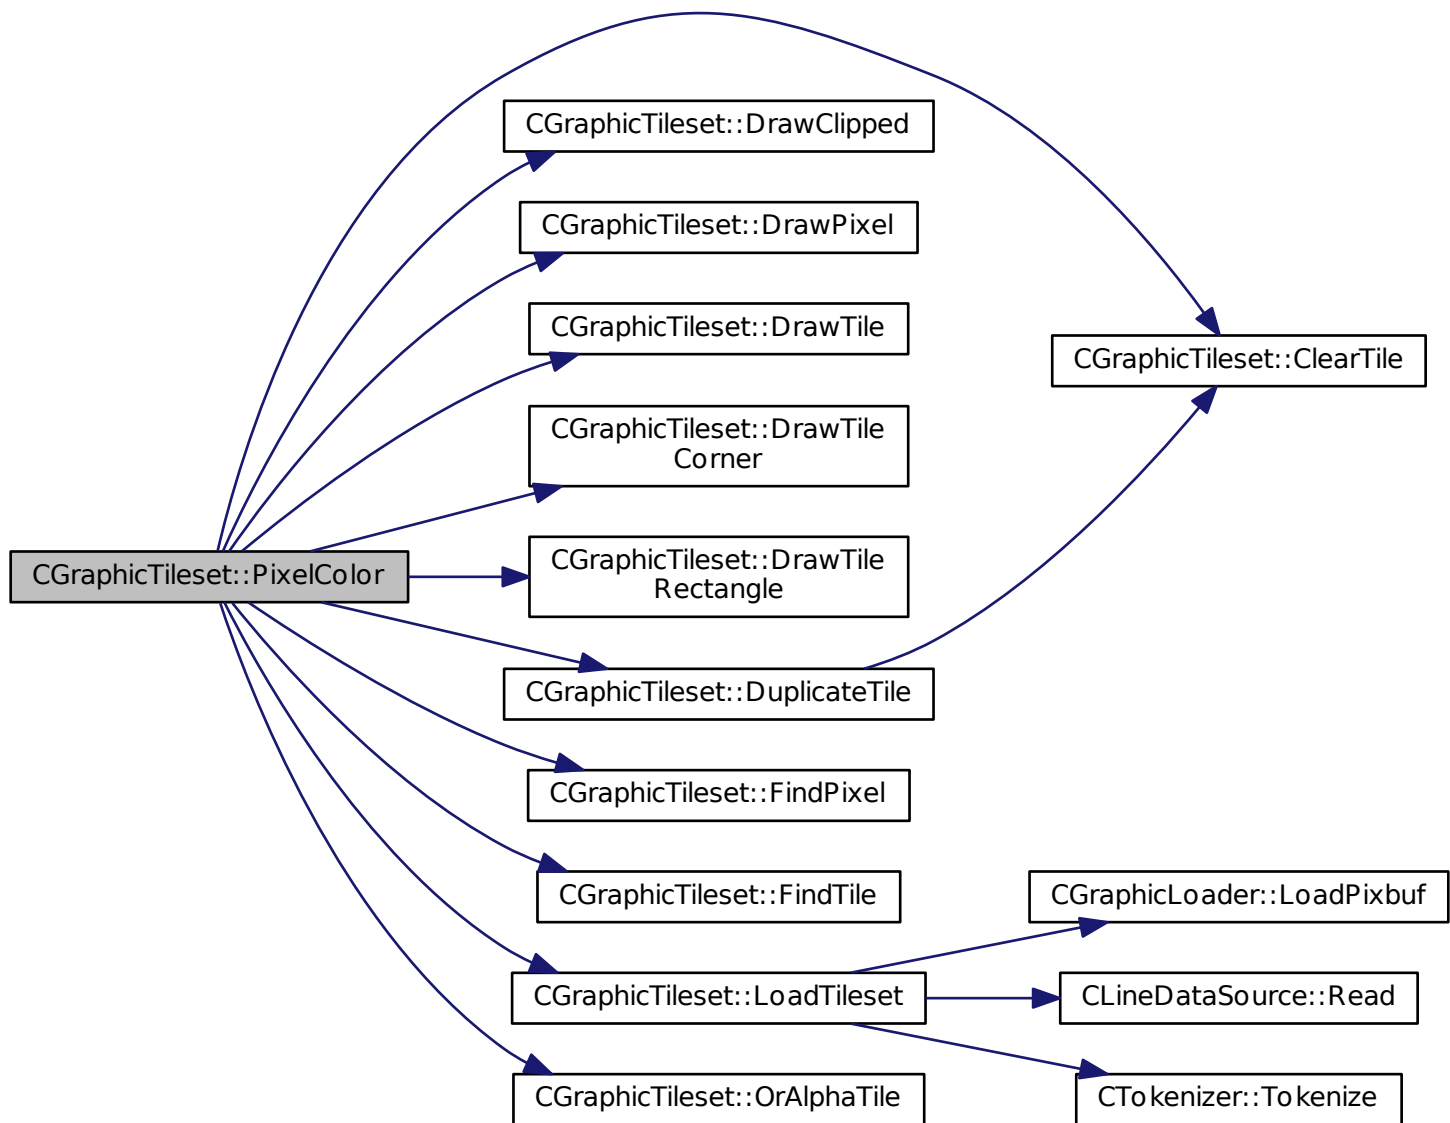 CGraphicTileset::DrawClipped
CGraphicTileset::DrawPixel
CGraphicTileset::DrawTile
CGraphicTileset::ClearTile
CGraphicTileset::DrawTile
Corner
CGraphicTileset::PixelColor
CGraphicTileset::DrawTile
Rectangle
CGraphicTileset::DuplicateTile
CGraphicTileset::FindPixel
CGraphicTileset::FindTile
CGraphicLoader::LoadPixbuf
CGraphicTileset::LoadTileset
CLineDataSource::Read
CGraphicTileset::OrAlphaTile
CTokenizer::Tokenize